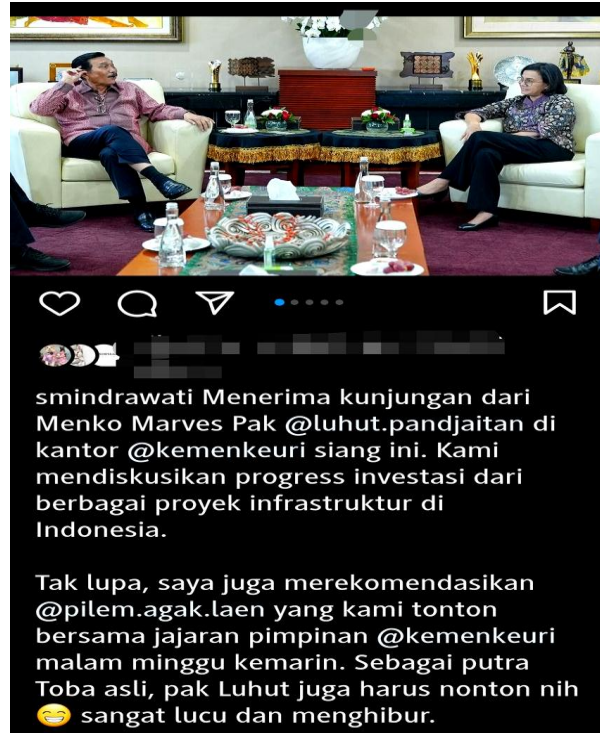 smindrawati Menerima kunjungan dari
Menko Marves Pak @luhut.pandjaitan di
kantor @kemenkeuri siang ini. Kami
mendiskusikan progress investasi dari
berbagai proyek infrastruktur di
Indonesia.
Tak lupa, saya juga merekomendasikan
@pilem.agak.laen yang kami tonton
bersama jajaran pimpinan @kemenkeuri
malam minggu kemarin. Sebagai putra
Toba asli, pak Luhut juga harus nonton nih
😁 sangat lucu dan menghibur.